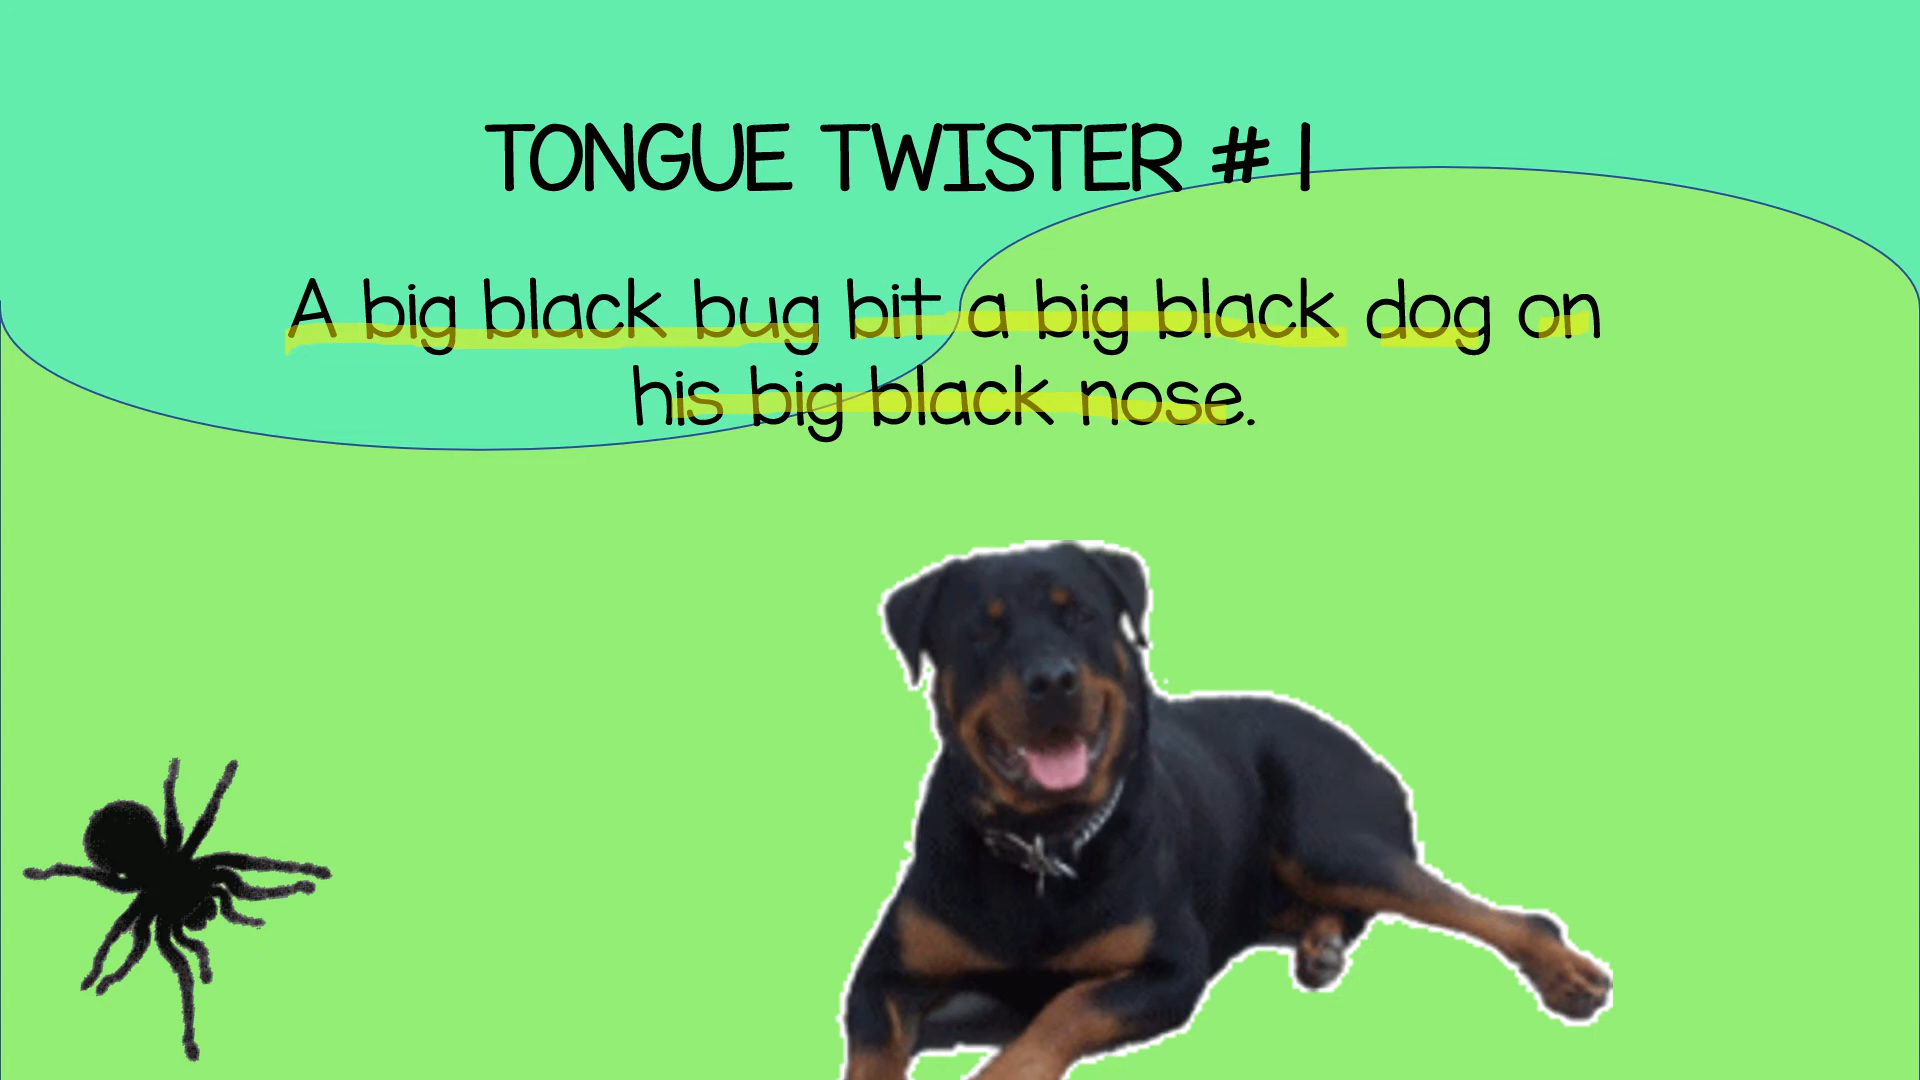 TONGUE TWISTER # 1
A big black bug bit a big black dog on
his big black nose.